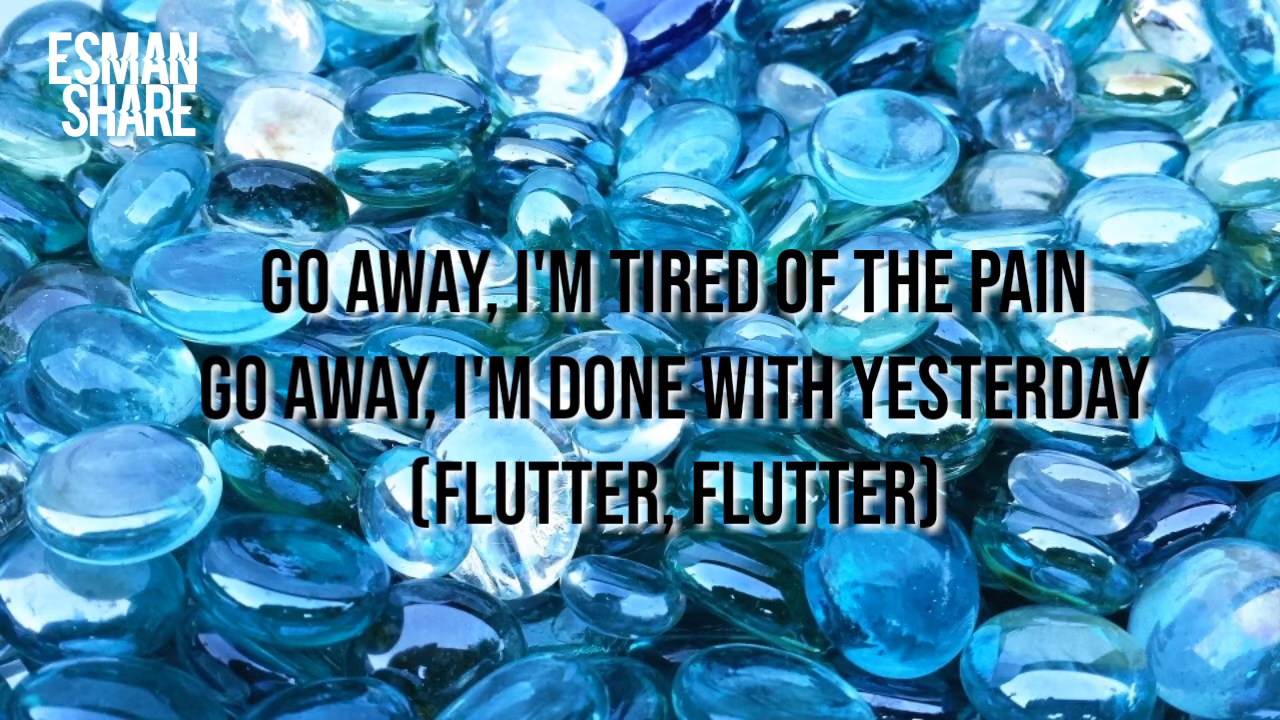 ESMAN
SHARE
GO AWAY, I'M TIRED OF THE PAIN
GO AWAY, I'M DONE WITH YESTERDAY
(FLUTTER, FLUTTER)